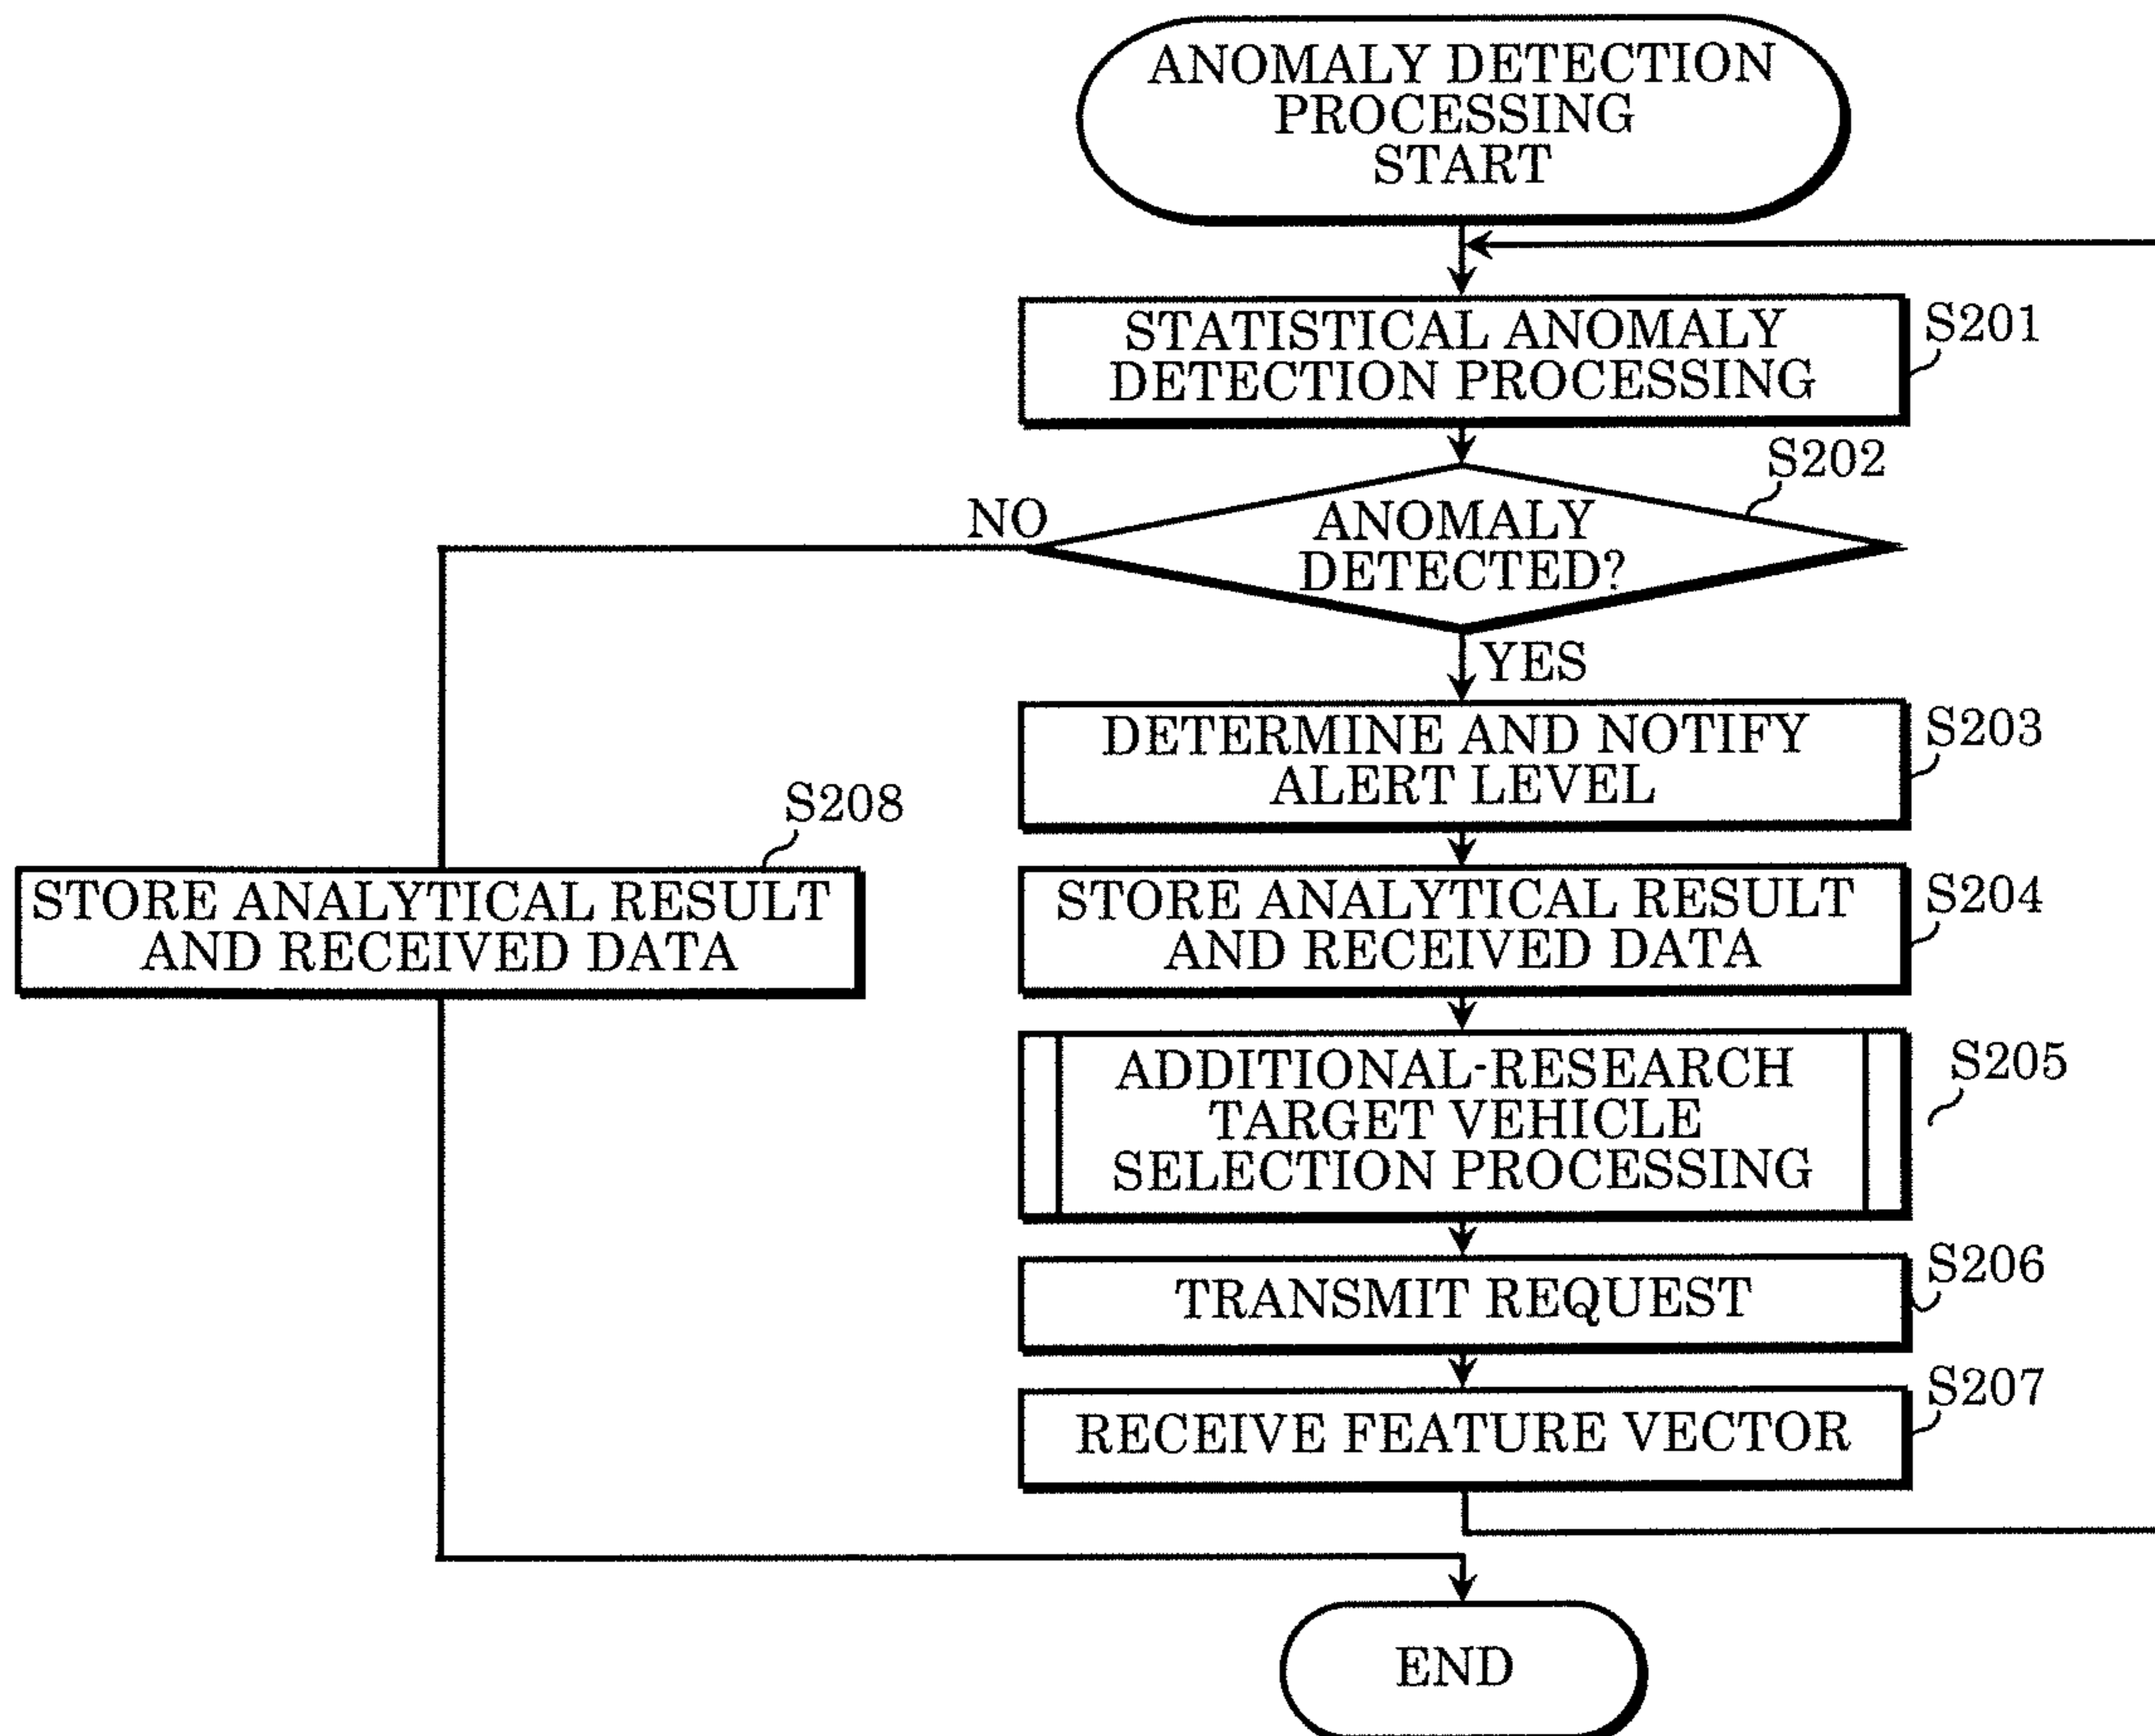 ANOMALY DETECTION
PROCESSING
START
STATISTICAL ANOMALY
DETECTION PROCESSING
S201
S202
NO
ANOMALY
DETECTED?
YES
DETERMINE AND NOTIFY
ALERT LEVEL
S203
S208
STORE ANALYTICAL RESULT
AND RECEIVED DATA
STORE ANALYTICAL RESULT
AND RECEIVED DATA
S204
ADDITIONAL-RESEARCH
TARGET VEHICLE
SELECTION PROCESSING
S205
TRANSMIT REQUEST
S206
RECEIVE FEATURE VECTOR
S207
END